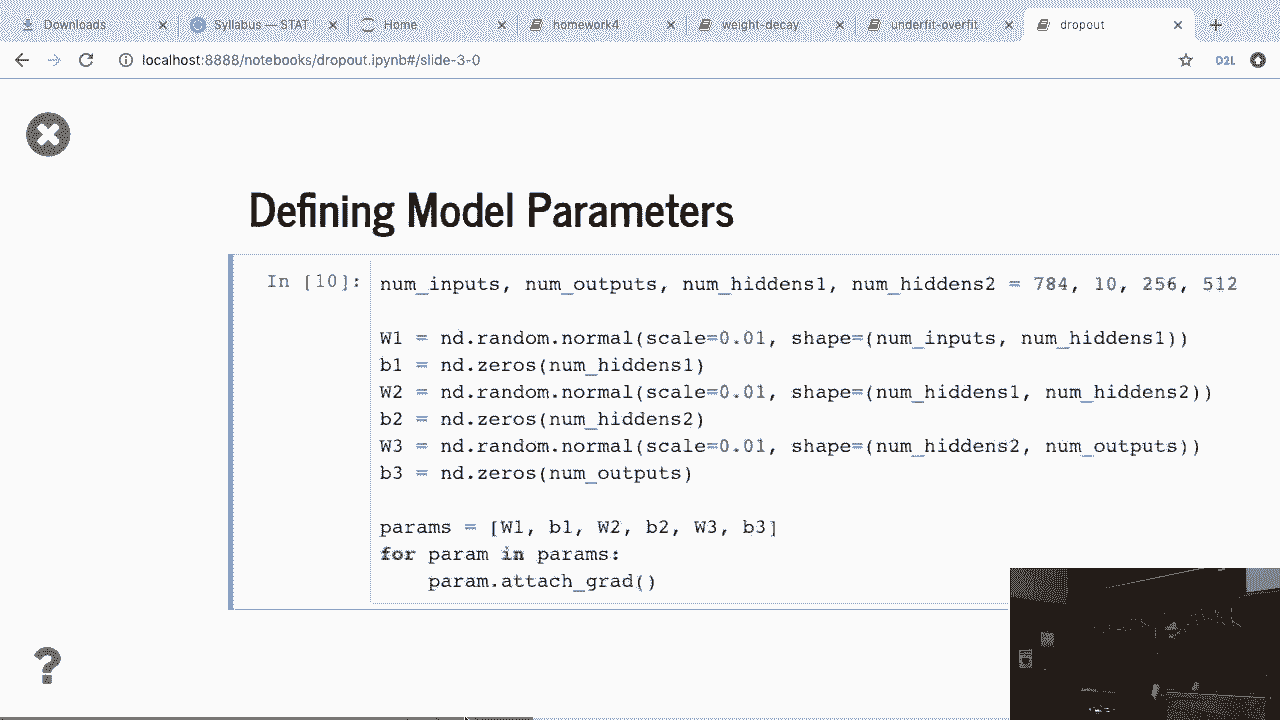 Downloads
Syllabus — STAT
Home
homework4
weight-decay
underfit-overfit
dropout
localhost:8888/notebooks/dropout.ipynb#/slide-3-0
D2L
Defining Model Parameters
In [10]:
num_inputs, num_outputs, num_hiddens1, num_hiddens2 = 784, 10, 256, 512
W1 = nd.random.normal(scale=0.01, shape=(num_inputs, num_hiddens1))
b1 = nd.zeros(num_hiddens1)
W2 = nd.random.normal(scale=0.01, shape=(num_hiddens1, num_hiddens2))
b2 = nd.zeros(num_hiddens2)
W3 = nd.random.normal(scale=0.01, shape=(num_hiddens2, num_outputs))
b3 = nd.zeros(num_outputs)
params = [W1, b1, W2, b2, W3, b3]
for param in params:
    param.attach_grad()
?